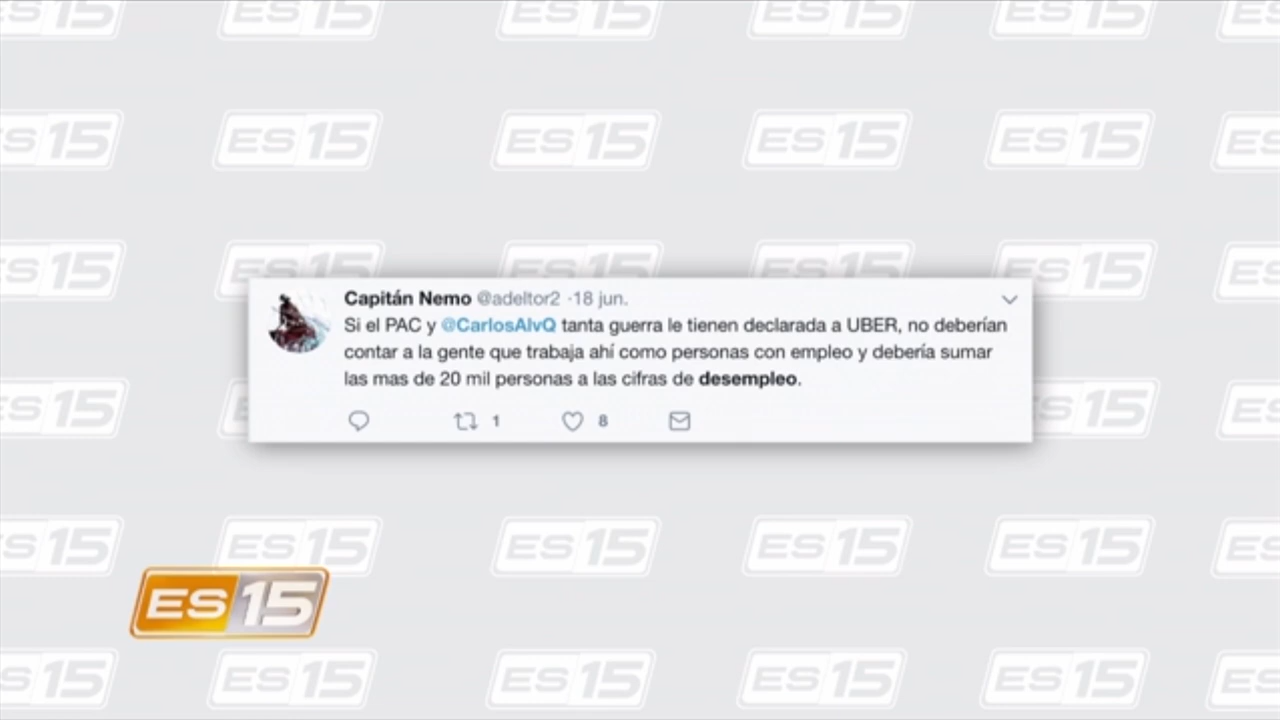 Capitán Nemo @adeltor2 ·18 jun.
Si el PAC y @CarlosAlvQ tanta guerra le tienen declarada a UBER, no deberían
contar a la gente que trabaja ahí como personas con empleo y debería sumar
las mas de 20 mil personas a las cifras de desempleo.
1 8
ES 15